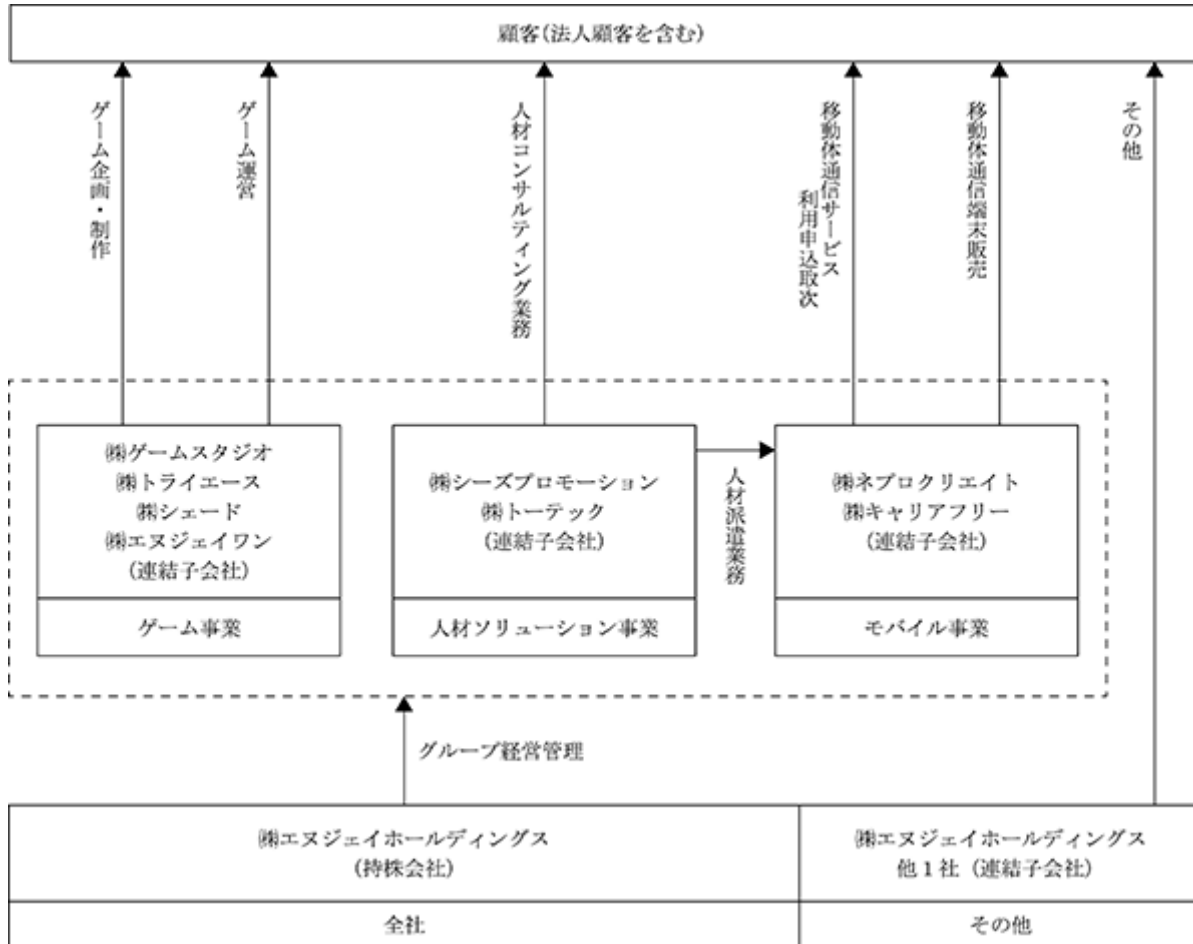 顧客(法人顧客を含む)
ゲーム企画・制作
ゲーム運営
人材コンサルティング業務
移動体通信サービス
利用申込取次
移動体通信端末販売
その他
㈱ゲームスタジオ
㈱トライエース
㈱シェード
㈱エヌジェイワン
(連結子会社)
ゲーム事業
㈱シーズプロモーション
㈱トーテック
(連結子会社)
人材ソリューション事業
人材派遣業務
㈱ネプロクリエイト
㈱キャリアフリー
(連結子会社)
モバイル事業
グループ経営管理
㈱エヌジェイホールディングス
(持株会社)
全社
㈱エヌジェイホールディングス
他1社 (連結子会社)
その他